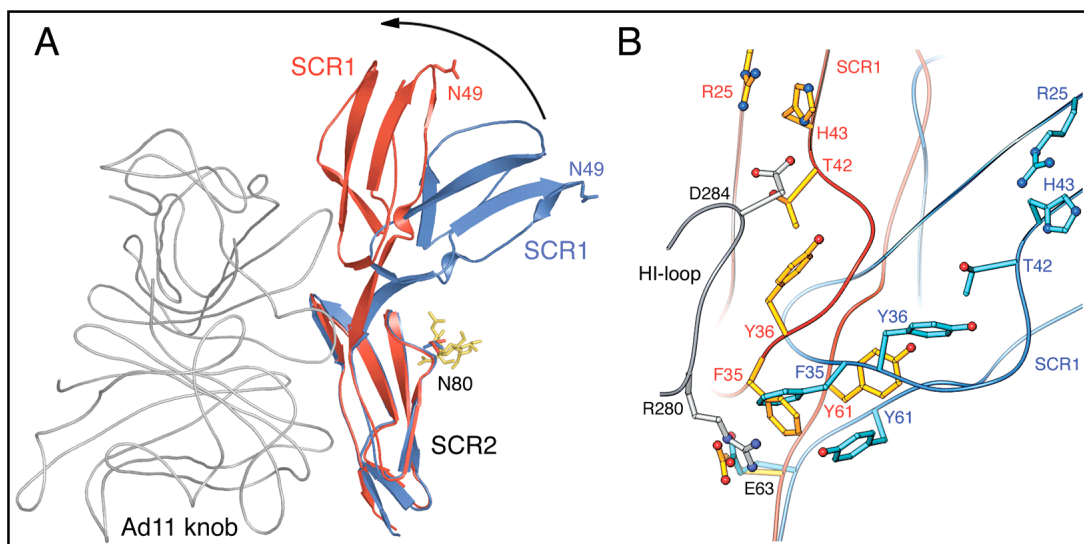 A
SCR1
N49
N49
SCR1
N80
SCR2
Ad11 knob
B
SCR1
R25
R25
H43
H43
T42
D284
T42
HI-loop
Y36
Y36
F35
F35
SCR1
R280
Y61
Y61
E63